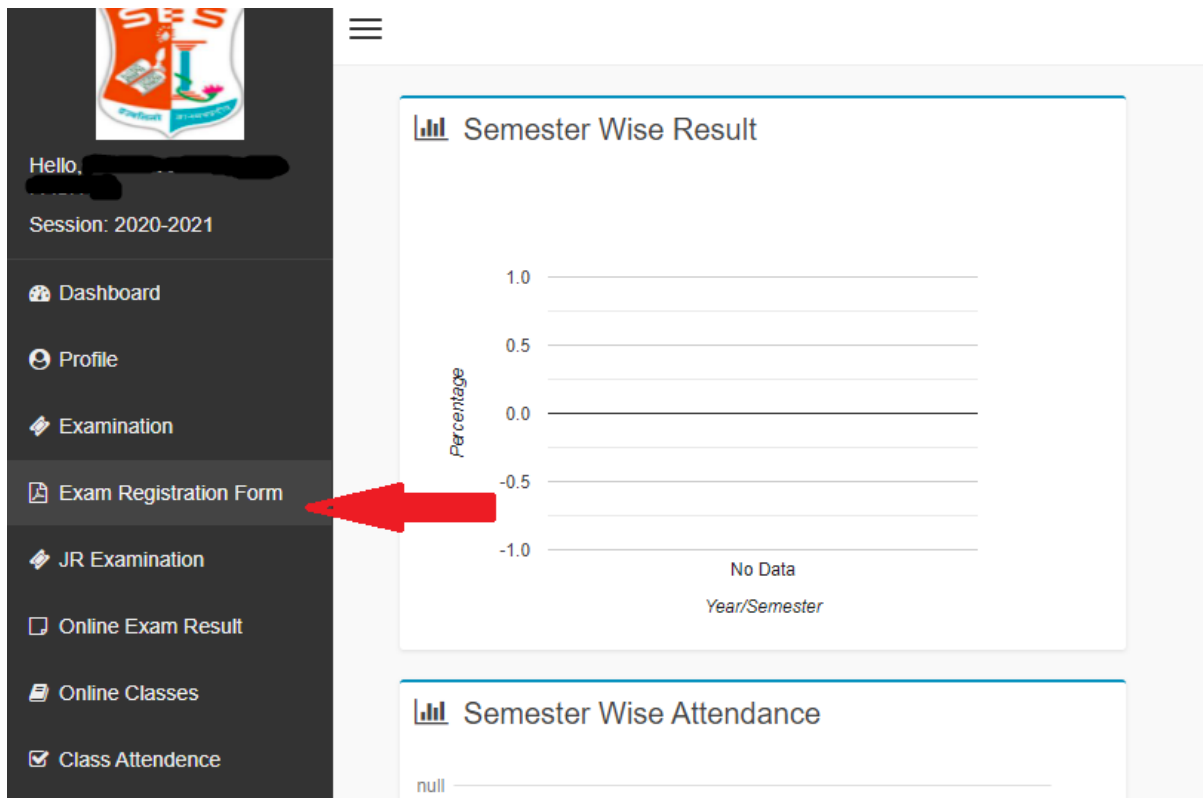 SES
Hello,
Session: 2020-2021
Dashboard
Profile
Examination
Exam Registration Form
JR Examination
Online Exam Result
Online Classes
Class Attendence
Semester Wise Result
1.0
0.5
0.0
-0.5
-1.0
Percentage
No Data
Year/Semester
Semester Wise Attendance
null